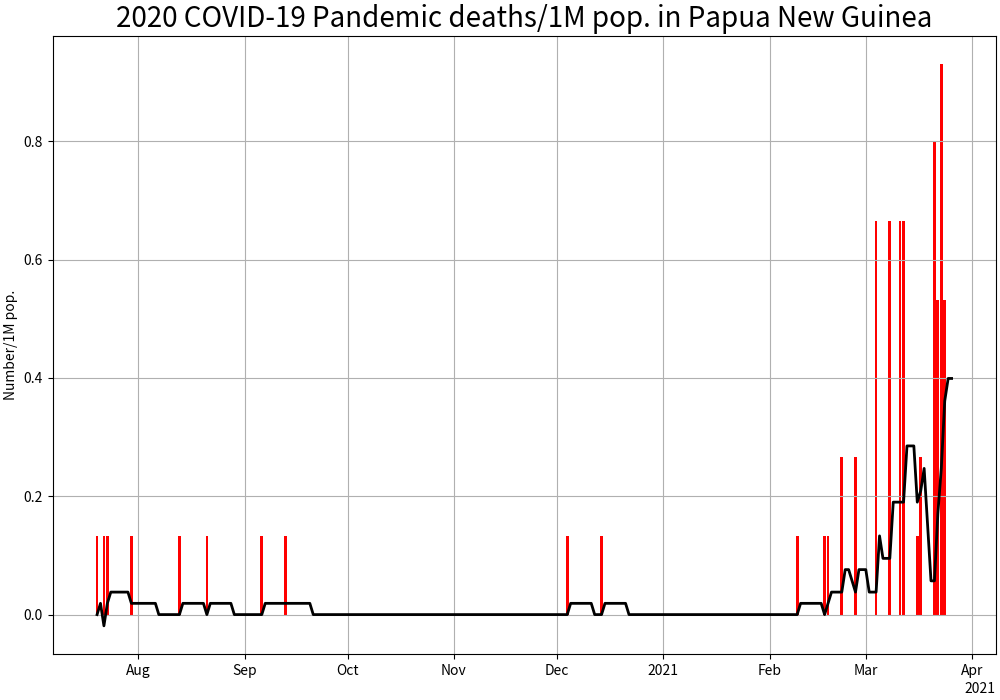 2020 COVID-19 Pandemic deaths/1M pop. in Papua New Guinea
Number/1M pop.
0.8
0.6
0.4
0.2
0.0
Aug Sep Oct Nov Dec 2021 Feb Mar Apr
2021